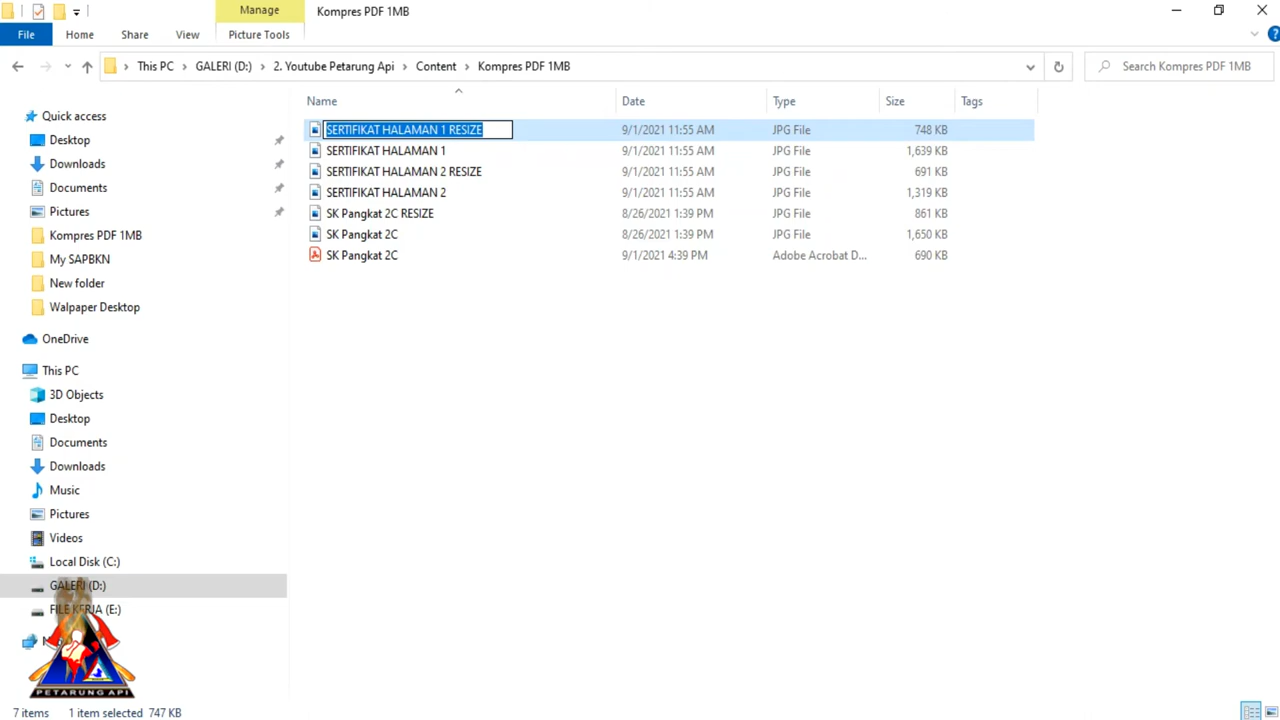 Manage
Kompres PDF 1MB
File
Home
Share
View
Picture Tools
This PC
GALERI (D:)
2. Youtube Petarung Api
Content
Kompres PDF 1MB
Search Kompres PDF 1MB
Name
Date
Type
Size
Tags
SERTIFIKAT HALAMAN 1 RESIZE 9/1/2021 11:55 AM JPG File 748 KB
SERTIFIKAT HALAMAN 1 9/1/2021 11:55 AM JPG File 1,639 KB
SERTIFIKAT HALAMAN 2 RESIZE 9/1/2021 11:55 AM JPG File 691 KB
SERTIFIKAT HALAMAN 2 9/1/2021 11:55 AM JPG File 1,319 KB
SK Pangkat 2C RESIZE 8/26/2021 1:39 PM JPG File 861 KB
SK Pangkat 2C 8/26/2021 1:39 PM JPG File 1,650 KB
SK Pangkat 2C 9/1/2021 4:39 PM Adobe Acrobat D... 690 KB
Quick access
Desktop
Downloads
Documents
Pictures
Kompres PDF 1MB
My SAPBKN
New folder
Walpaper Desktop
OneDrive
This PC
3D Objects
Desktop
Documents
Downloads
Music
Pictures
Videos
Local Disk (C:)
GALERI (D:)
FILE KERJA (E:)
PETARUNG API
7 items 1 item selected 747 KB